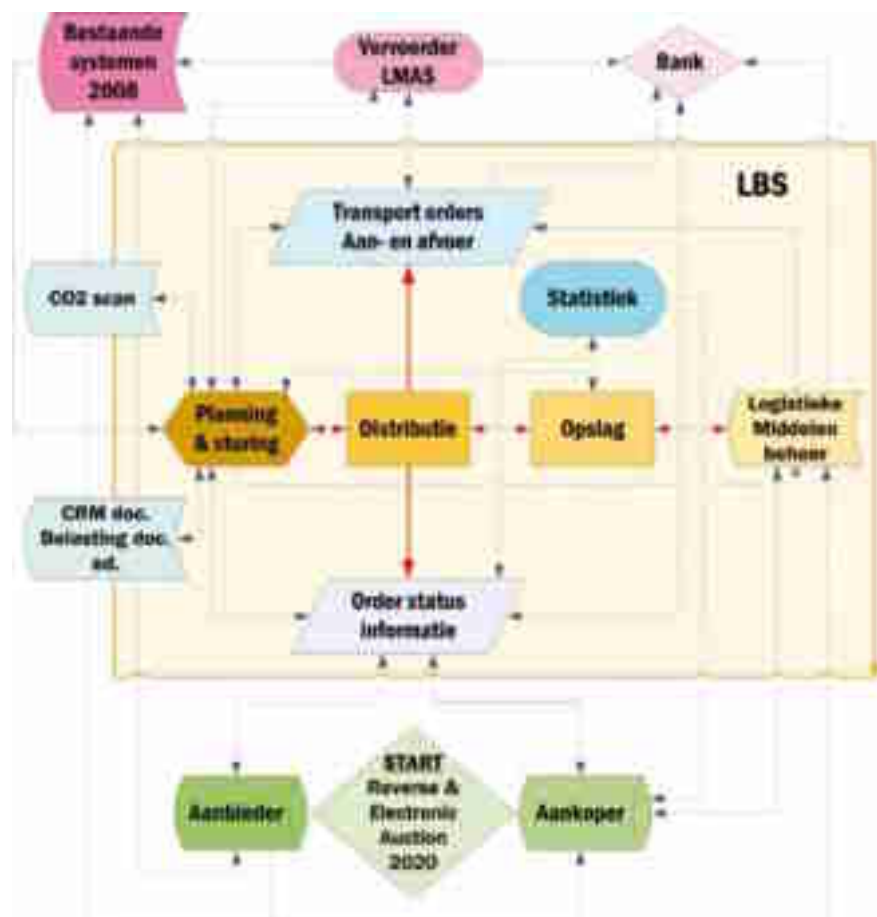 Bestaande
systemen
2008
Vervoerder
LMAS
Bank
LBS
Transport orders
Aan- en afvoer
CO2 scan
Statistiek
Planning
& sturing
Distributie
Opslag
Logistieke
Middelen
beheer
CRM doc.
Belasting doc.
ed.
Order status
informatie
Aanbieder
START
Reverse &
Electronic
Auction
2020
Aankoper